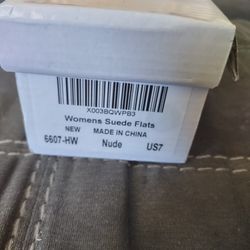 X003BQWPB3
Womens Suede Flats
NEW MADE IN CHINA
6607-HW Nude US7